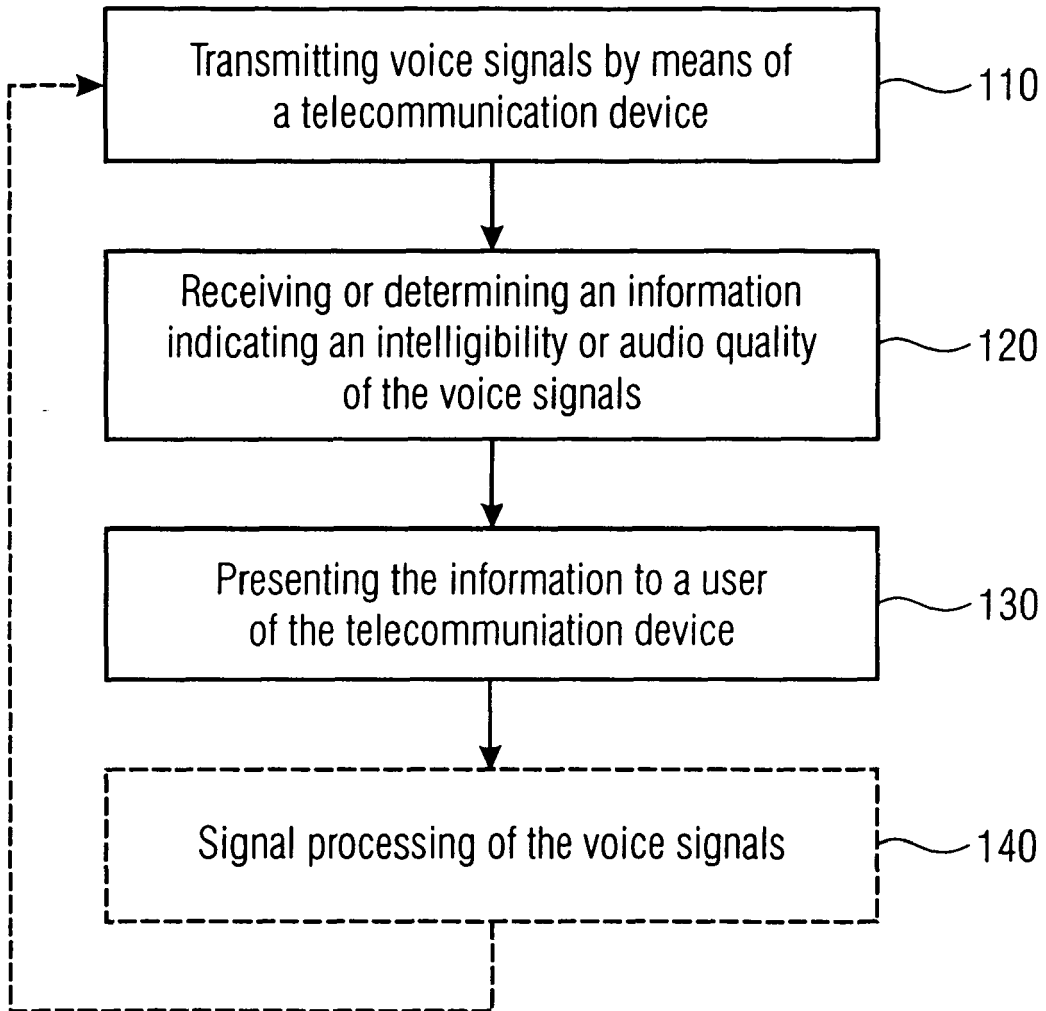 Transmitting voice signals by means of
a telecommunication device
110
Receiving or determining an information
indicating an intelligibility or audio quality
of the voice signals
120
Presenting the information to a user
of the telecommuniation device
130
Signal processing of the voice signals
140